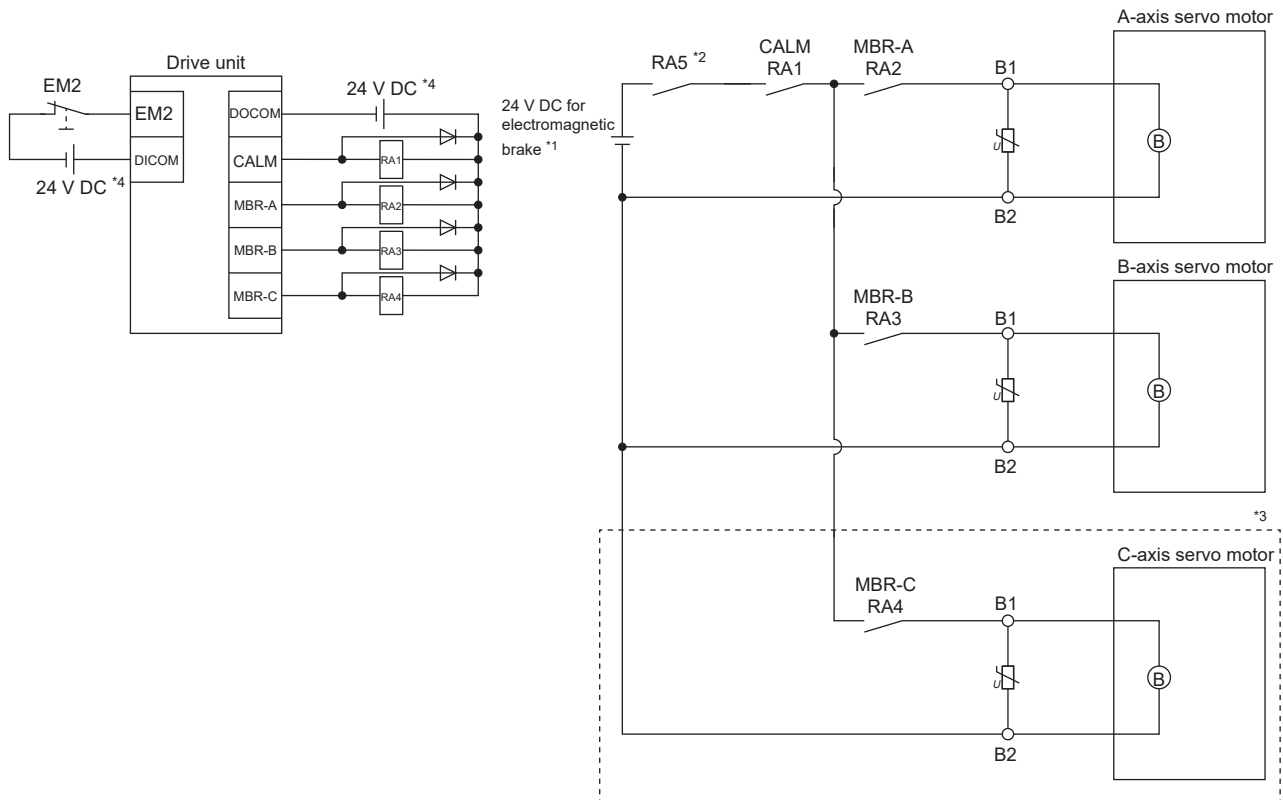 Drive unit
EM2
EM2
DICOM
24 V DC *4
DOCOM
CALM
MBR-A
MBR-B
MBR-C
24 V DC *4
RA1
RA2
RA3
RA4
24 V DC for
electromagnetic
brake *1
RA5 *2
CALM
RA1
MBR-A
RA2
B1
U
B2
A-axis servo motor
B
MBR-B
RA3
B1
U
B2
B-axis servo motor
B
*3
MBR-C
RA4
B1
U
B2
C-axis servo motor
B